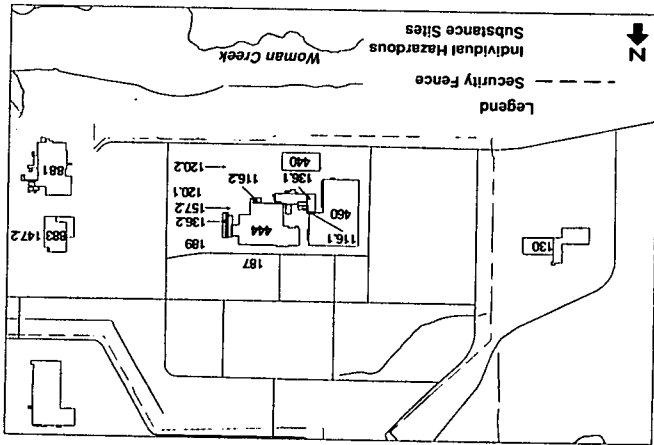 187
130
189
116.1
444
883
147.2
136.2
460
157.2
120.1
136.1
116.2
881
120.2
440
Legend
Security Fence
Individual Hazardous
Substance Sites
Woman Creek
N